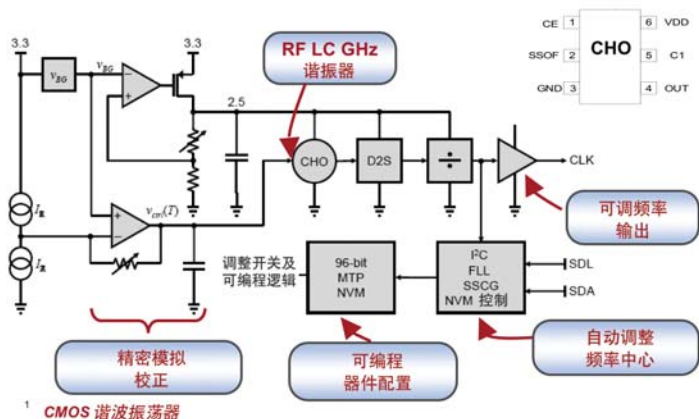 3.3
3.3
v_BG
v_BG
2.5
RF LC GHz
谐振器
CE 1
6 VDD
SSOF 2
CHO
5 C1
GND 3
4 OUT
CHO
D2S
÷
CLK
可调频率
输出
v_ctrl(T)
调整开关及
可编程逻辑
96-bit
MTP
NVM
I²C
FLL
SSCG
NVM 控制
SDL
SDA
精密模拟
校正
可编程
器件配置
自动调整
频率中心
1
CMOS 谐波振荡器